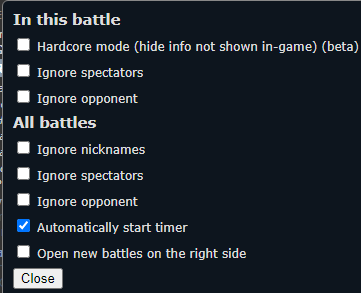 In this battle
Hardcore mode (hide info not shown in-game) (beta)
Ignore spectators
Ignore opponent
All battles
Ignore nicknames
Ignore spectators
Ignore opponent
Automatically start timer
Open new battles on the right side
Close